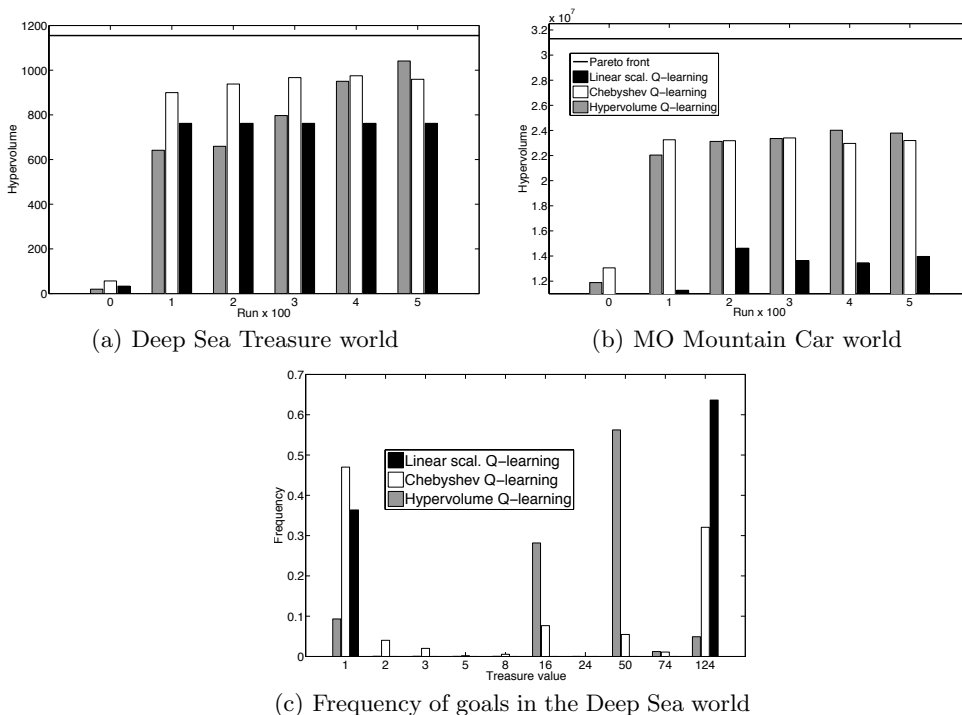 1200
1000
800
600
400
200
0
Hypervolume
0 1 2 3 4 5
Run x 100
(a) Deep Sea Treasure world
x 10^7
3.2
3
2.8
2.6
2.4
2.2
2
1.8
1.6
1.4
1.2
Hypervolume
Pareto front
Linear scal. Q-learning
Chebyshev Q-learning
Hypervolume Q-learning
0 1 2 3 4 5
Run x 100
(b) MO Mountain Car world
0.7
0.6
0.5
0.4
0.3
0.2
0.1
0
Frequency
Linear scal. Q-learning
Chebyshev Q-learning
Hypervolume Q-learning
1 2 3 5 8 16 24 50 74 124
Treasure value
(c) Frequency of goals in the Deep Sea world